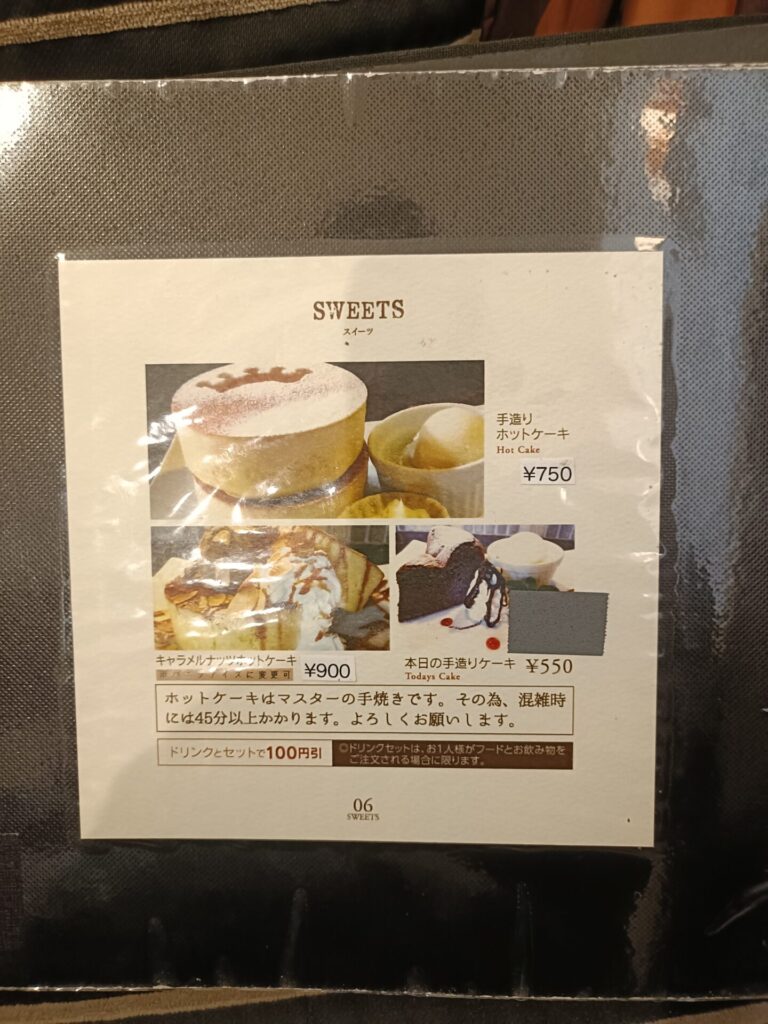 SWEETS
スイーツ
手造り
ホットケーキ
Hot Cake
¥750
キャラメルナッツホットケーキ
¥900
に変更可
本日の手造りケーキ ¥550
Todays Cake
ホットケーキはマスターの手焼きです。その為、混雑時
には45分以上かかります。よろしくお願いします。
ドリンクとセットで100円引
◎ドリンクセットは、お1人様がフードとお飲み物を
ご注文される場合に限ります。
06
SWEETS